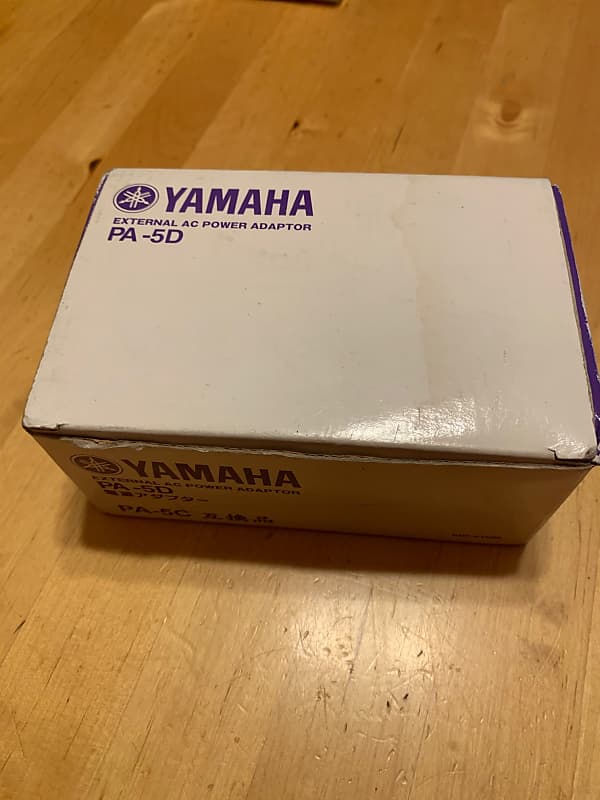 YAMAHA
EXTERNAL AC POWER ADAPTOR
PA-5D
YAMAHA
PA-5D
EXTERNAL AC POWER ADAPTOR
電源アダプター
PA-5C 互換品